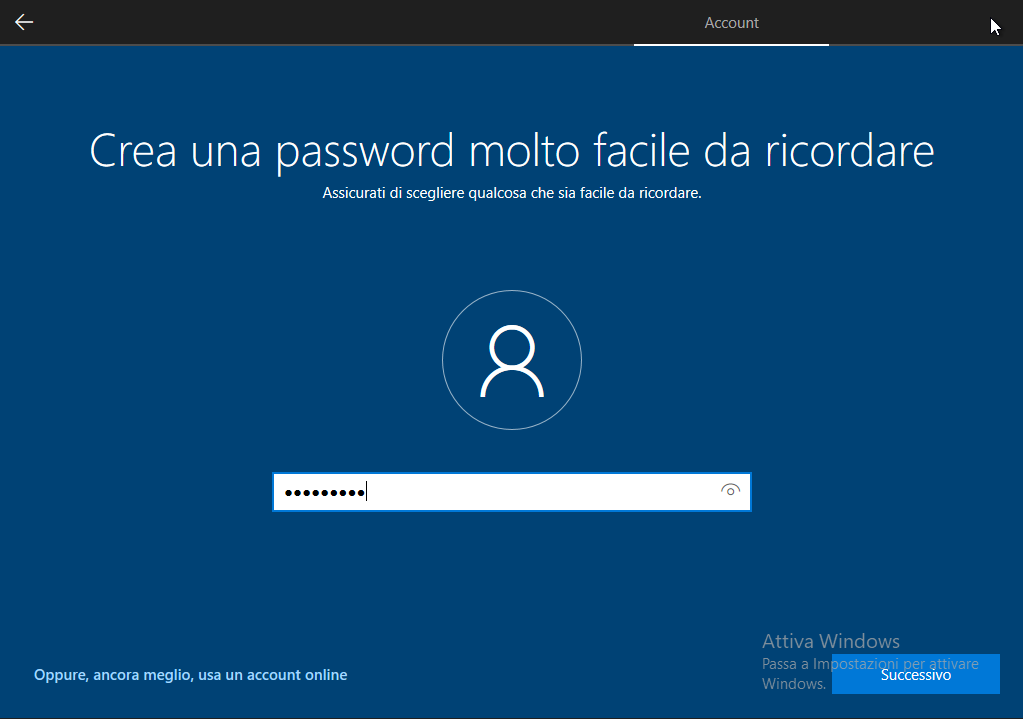 Account
Crea una password molto facile da ricordare
Assicurati di scegliere qualcosa che sia facile da ricordare.
•••••••••
Attiva Windows
Passa a Impostazioni per attivare
Windows.
Oppure, ancora meglio, usa un account online
Successivo